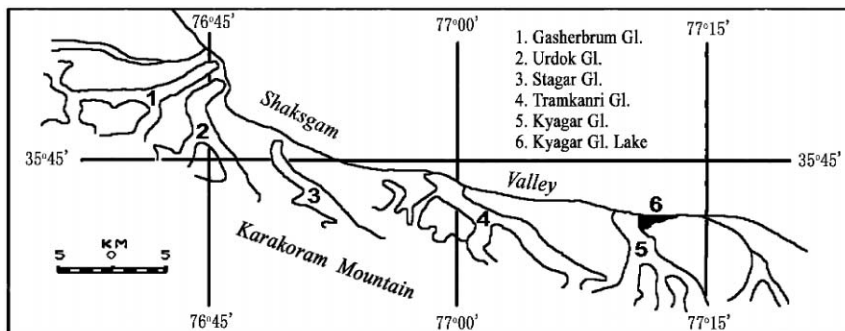 76°45'
77°00'
77°15'
1. Gasherbrum Gl.
2. Urdok Gl.
3. Stagar Gl.
4. Tramkanri Gl.
5. Kyagar Gl.
6. Kyagar Gl. Lake
1
Shaksgam
2
35°45'
35°45'
3
Valley
6
4
5
Karakoram Mountain
KM
5 0 5
76°45'
77°00'
77°15'